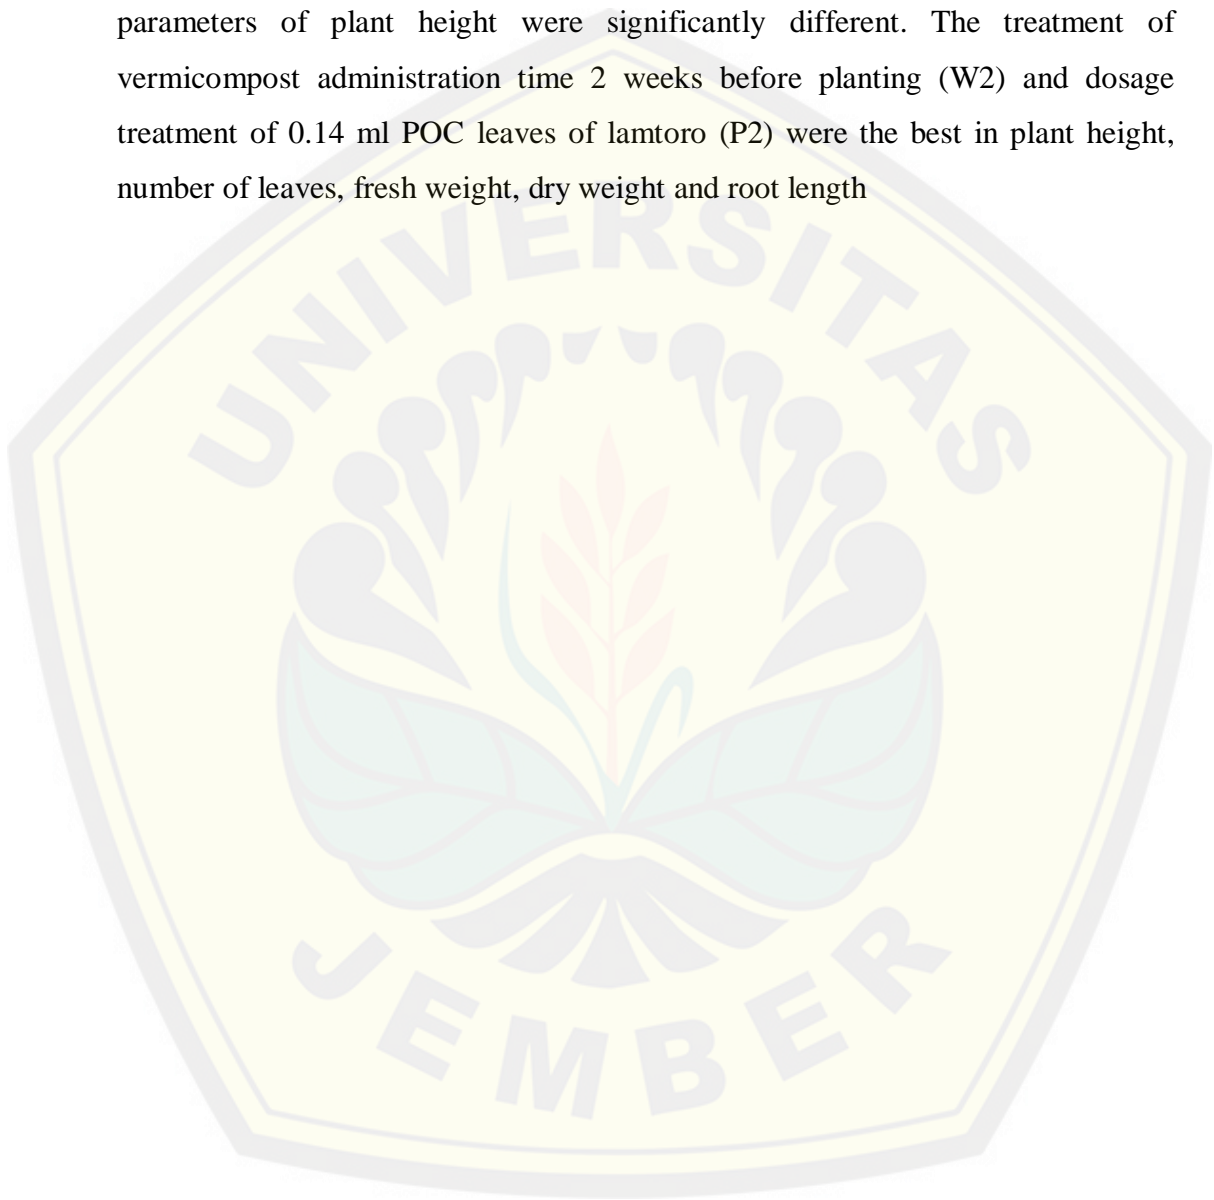 parameters of plant height were significantly different. The treatment of
vermicompost administration time 2 weeks before planting (W2) and dosage
treatment of 0.14 ml POC leaves of lamtoro (P2) were the best in plant height,
number of leaves, fresh weight, dry weight and root length
UNIVERSITAS
JEMBER